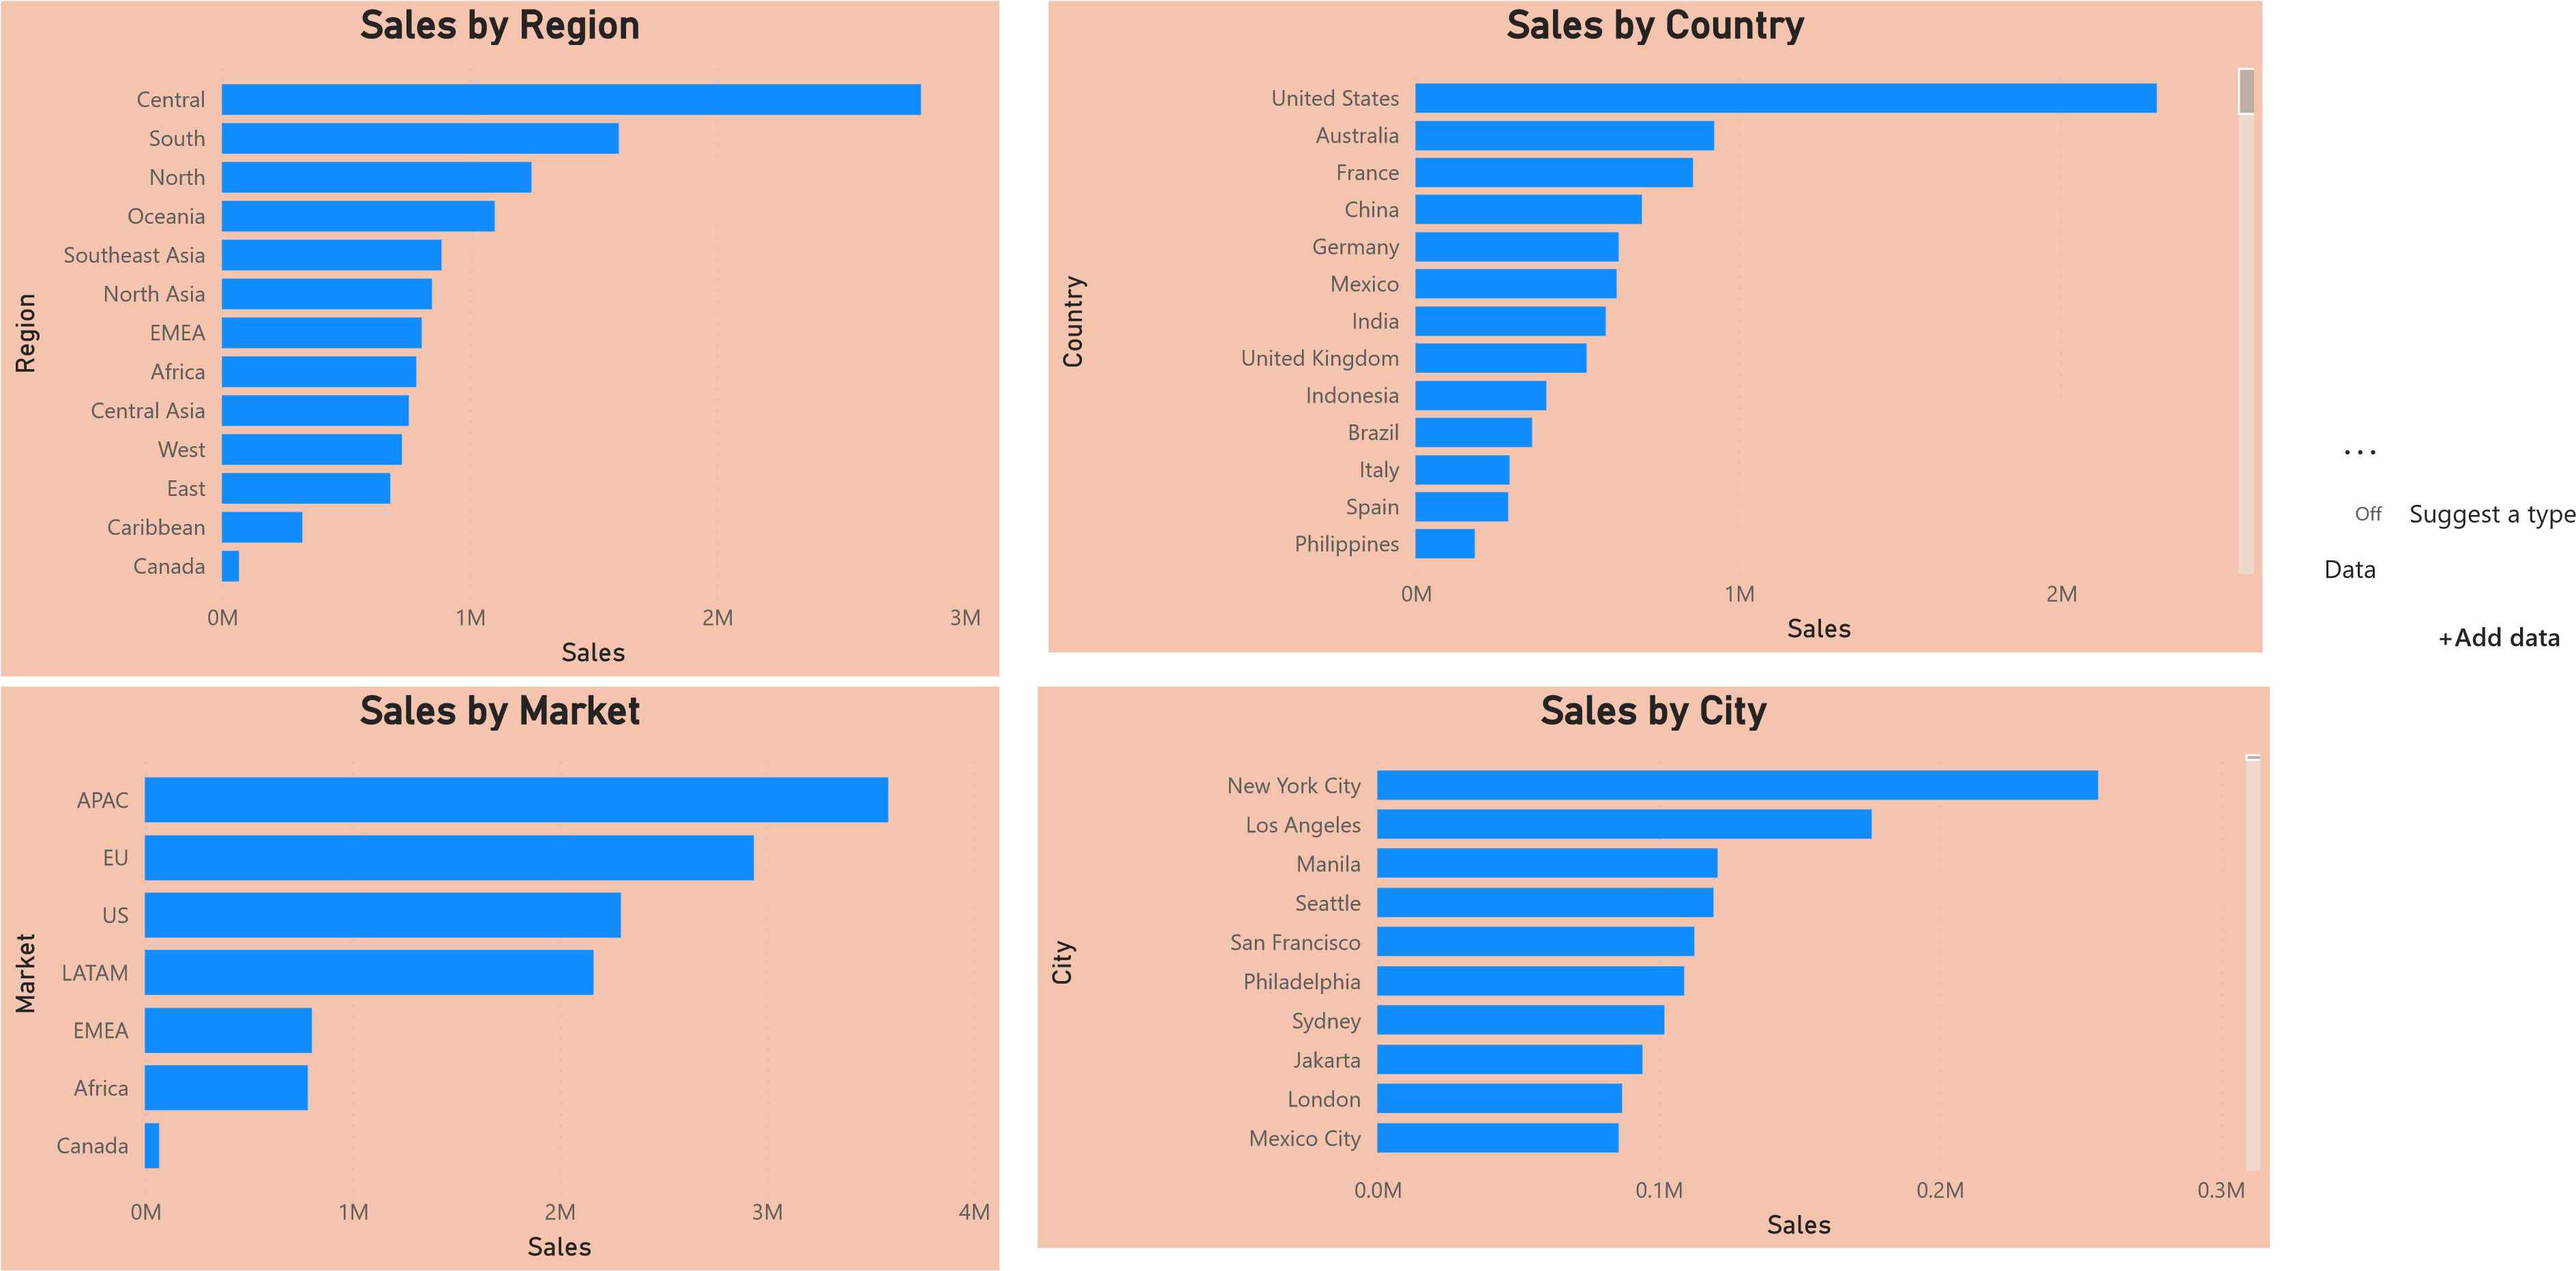 Sales by Region
Region
Central
South
North
Oceania
Southeast Asia
North Asia
EMEA
Africa
Central Asia
West
East
Caribbean
Canada
0M 1M 2M 3M
Sales
Sales by Country
Country
United States
Australia
France
China
Germany
Mexico
India
United Kingdom
Indonesia
Brazil
Italy
Spain
Philippines
0M 1M 2M
Sales
...
Off Suggest a type
Data
+Add data
Sales by Market
Market
APAC
EU
US
LATAM
EMEA
Africa
Canada
0M 1M 2M 3M 4M
Sales
Sales by City
City
New York City
Los Angeles
Manila
Seattle
San Francisco
Philadelphia
Sydney
Jakarta
London
Mexico City
0.0M 0.1M 0.2M 0.3M
Sales